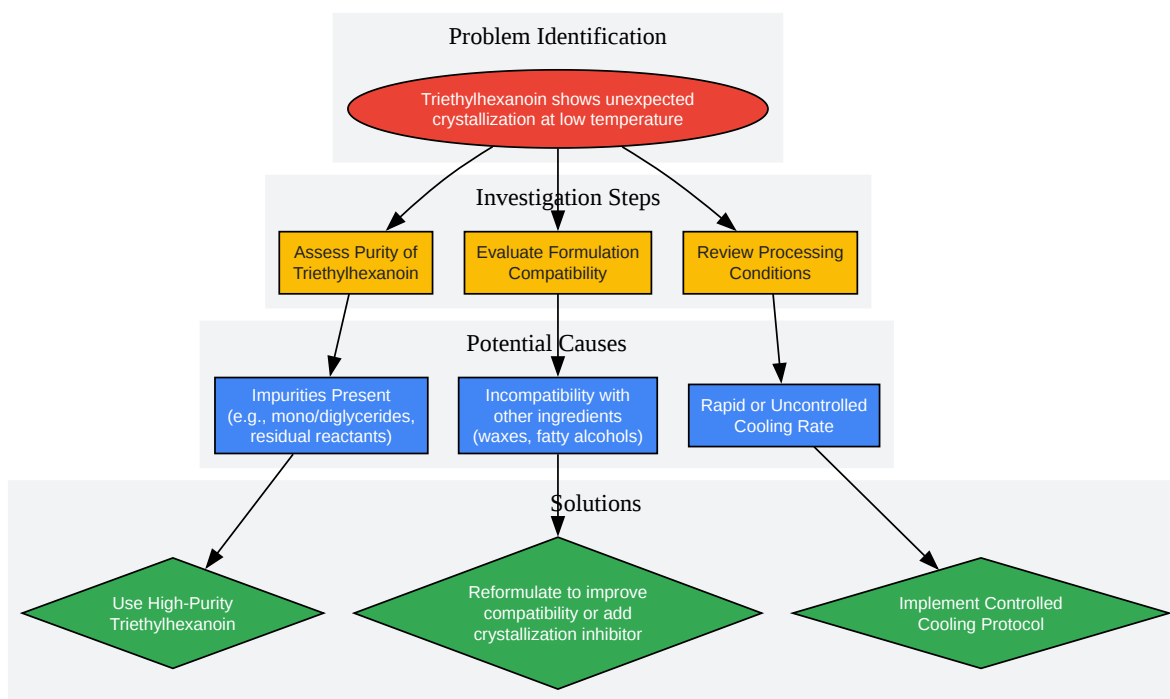 Problem Identification
Triethylhexanoin shows unexpected
crystallization at low temperature
Investigation Steps
Assess Purity of
Triethylhexanoin
Evaluate Formulation
Compatibility
Review Processing
Conditions
Potential Causes
Impurities Present
(e.g., mono/diglycerides,
residual reactants)
Incompatibility with
other ingredients
(waxes, fatty alcohols)
Rapid or Uncontrolled
Cooling Rate
Solutions
Use High-Purity
Triethylhexanoin
Reformulate to improve
compatibility or add
crystallization inhibitor
Implement Controlled
Cooling Protocol